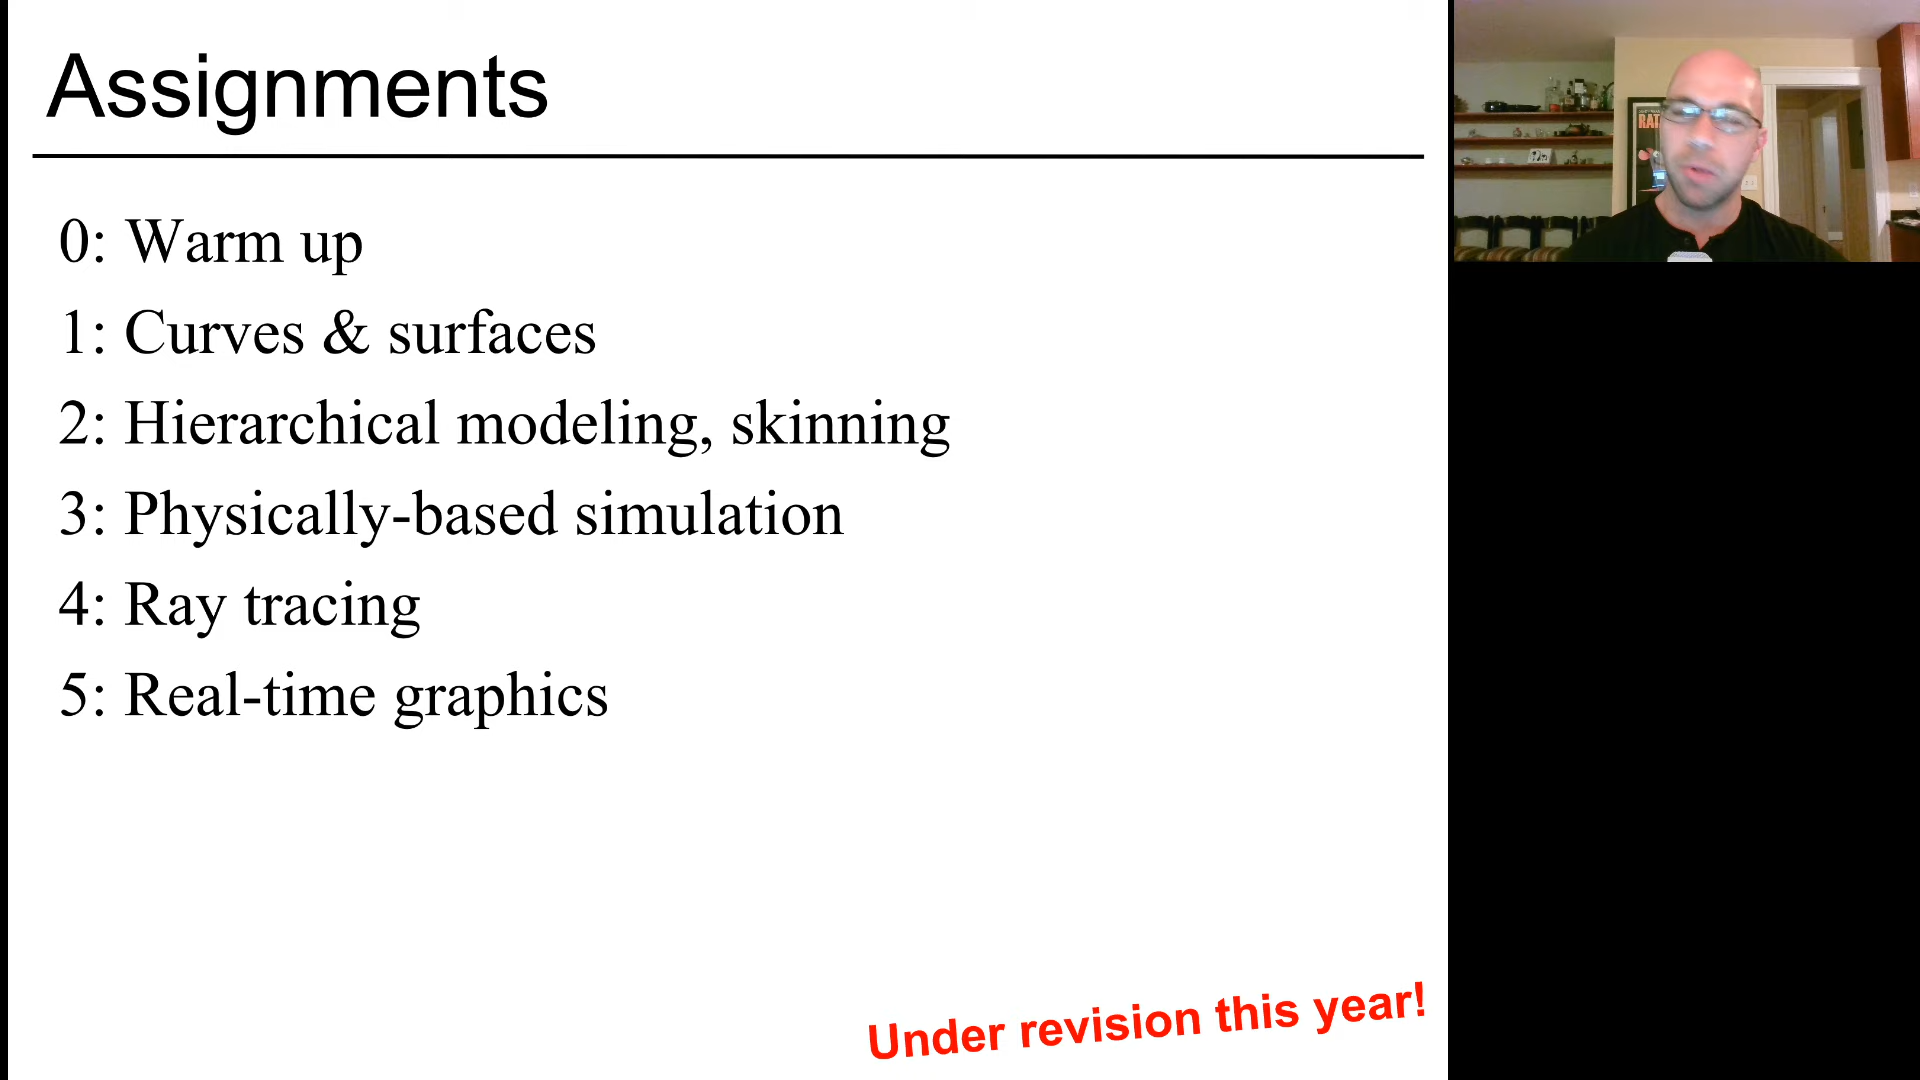 Assignments
0: Warm up
1: Curves & surfaces
2: Hierarchical modeling, skinning
3: Physically-based simulation
4: Ray tracing
5: Real-time graphics
Under revision this year!
RAT